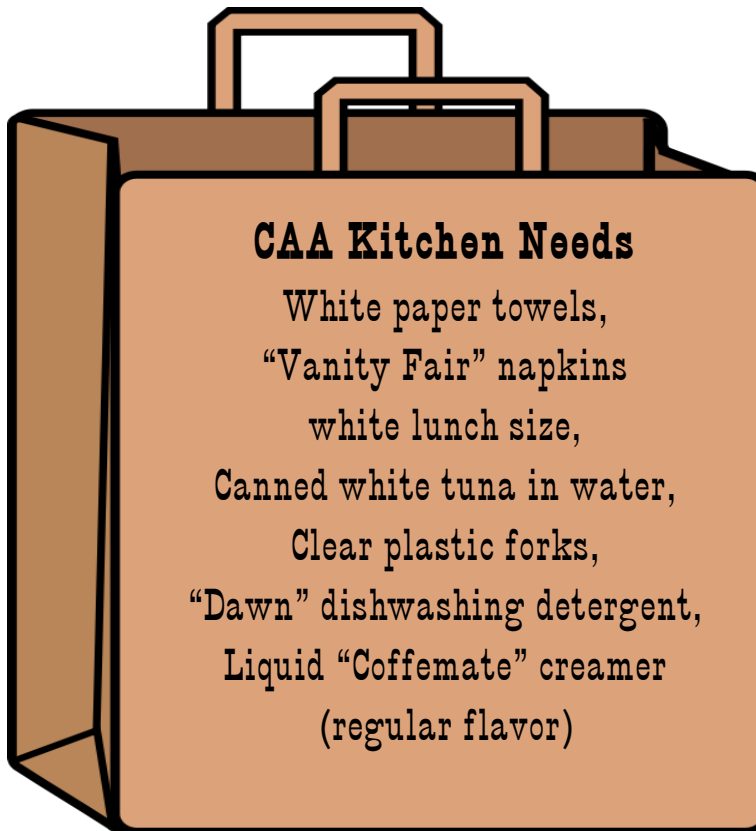 CAA Kitchen Needs
White paper towels,
“Vanity Fair” napkins
white lunch size,
Canned white tuna in water,
Clear plastic forks,
“Dawn” dishwashing detergent,
Liquid “Coffemate” creamer
(regular flavor)